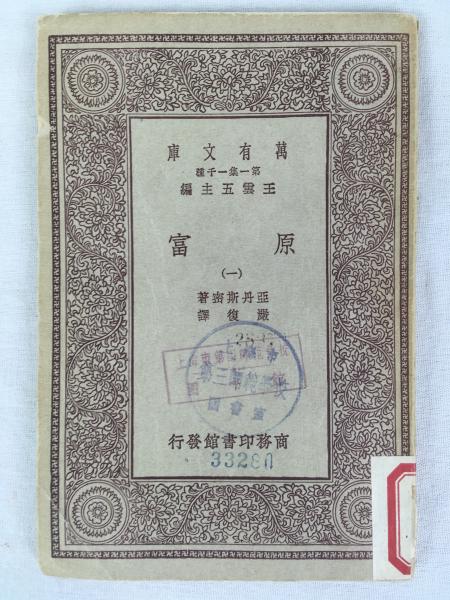 萬有文庫
第一集一千種
王雲五主編
原富
(一)
亞丹斯密著
嚴復譯
商務印書館發行
33280